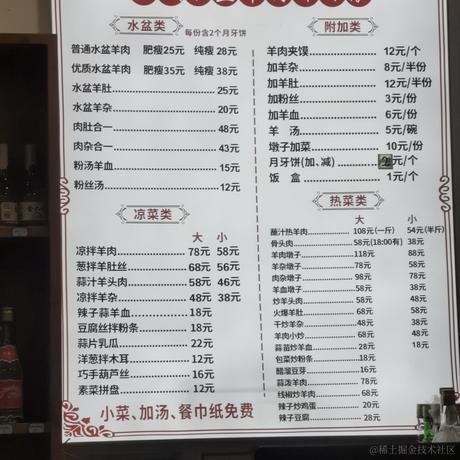 水盆类 每份含2个月牙饼
普通水盆羊肉 肥瘦25元 纯瘦28元
优质水盆羊肉 肥瘦35元 纯瘦38元
水盆羊肚 25元
水盆羊杂 20元
肉肚合一 48元
肉杂合一 43元
粉汤羊血 15元
粉丝汤 12元
凉菜类
大 小
凉拌羊肉 78元 58元
葱拌羊肚丝 68元 56元
蒜汁羊头肉 58元 46元
凉拌羊杂 48元 38元
辣子蒜羊血 18元
豆腐丝拌粉条 18元
蒜片乳瓜 22元
洋葱拌木耳 12元
巧手葫芦丝 16元
素菜拼盘 12元
附加类
羊肉夹馍 12元/个
加羊杂 8元/半份
加羊肚 12元/半份
加粉丝 3元/份
加羊血 6元/份
羊 汤 5元/碗
墩子加菜 10元/份
月牙饼(加、减) 元/个
饭 盒 1元/个
热菜类
大 小
蘸汁热羊肉 108元(一斤) 54元(半斤)
骨头肉 58元(18:00有) 38元
羊肉墩子 118元 88元
羊杂墩子 78元 58元
肉杂墩子 98元 78元
羊血墩子 58元 38元
炒羊头肉 58元 48元
火爆羊肚 68元 58元
干炒羊杂 48元 38元
羊肉小炒 68元 48元
蒜苗炒羊血 28元 18元
包菜炒粉条 18元
醋溜豆芽 16元
蒜泼羊肉 78元
线椒炒羊肉 68元
辣子炒鸡蛋 20元
辣子豆腐 28元
小菜、加汤、餐巾纸免费
@稀土掘金技术社区